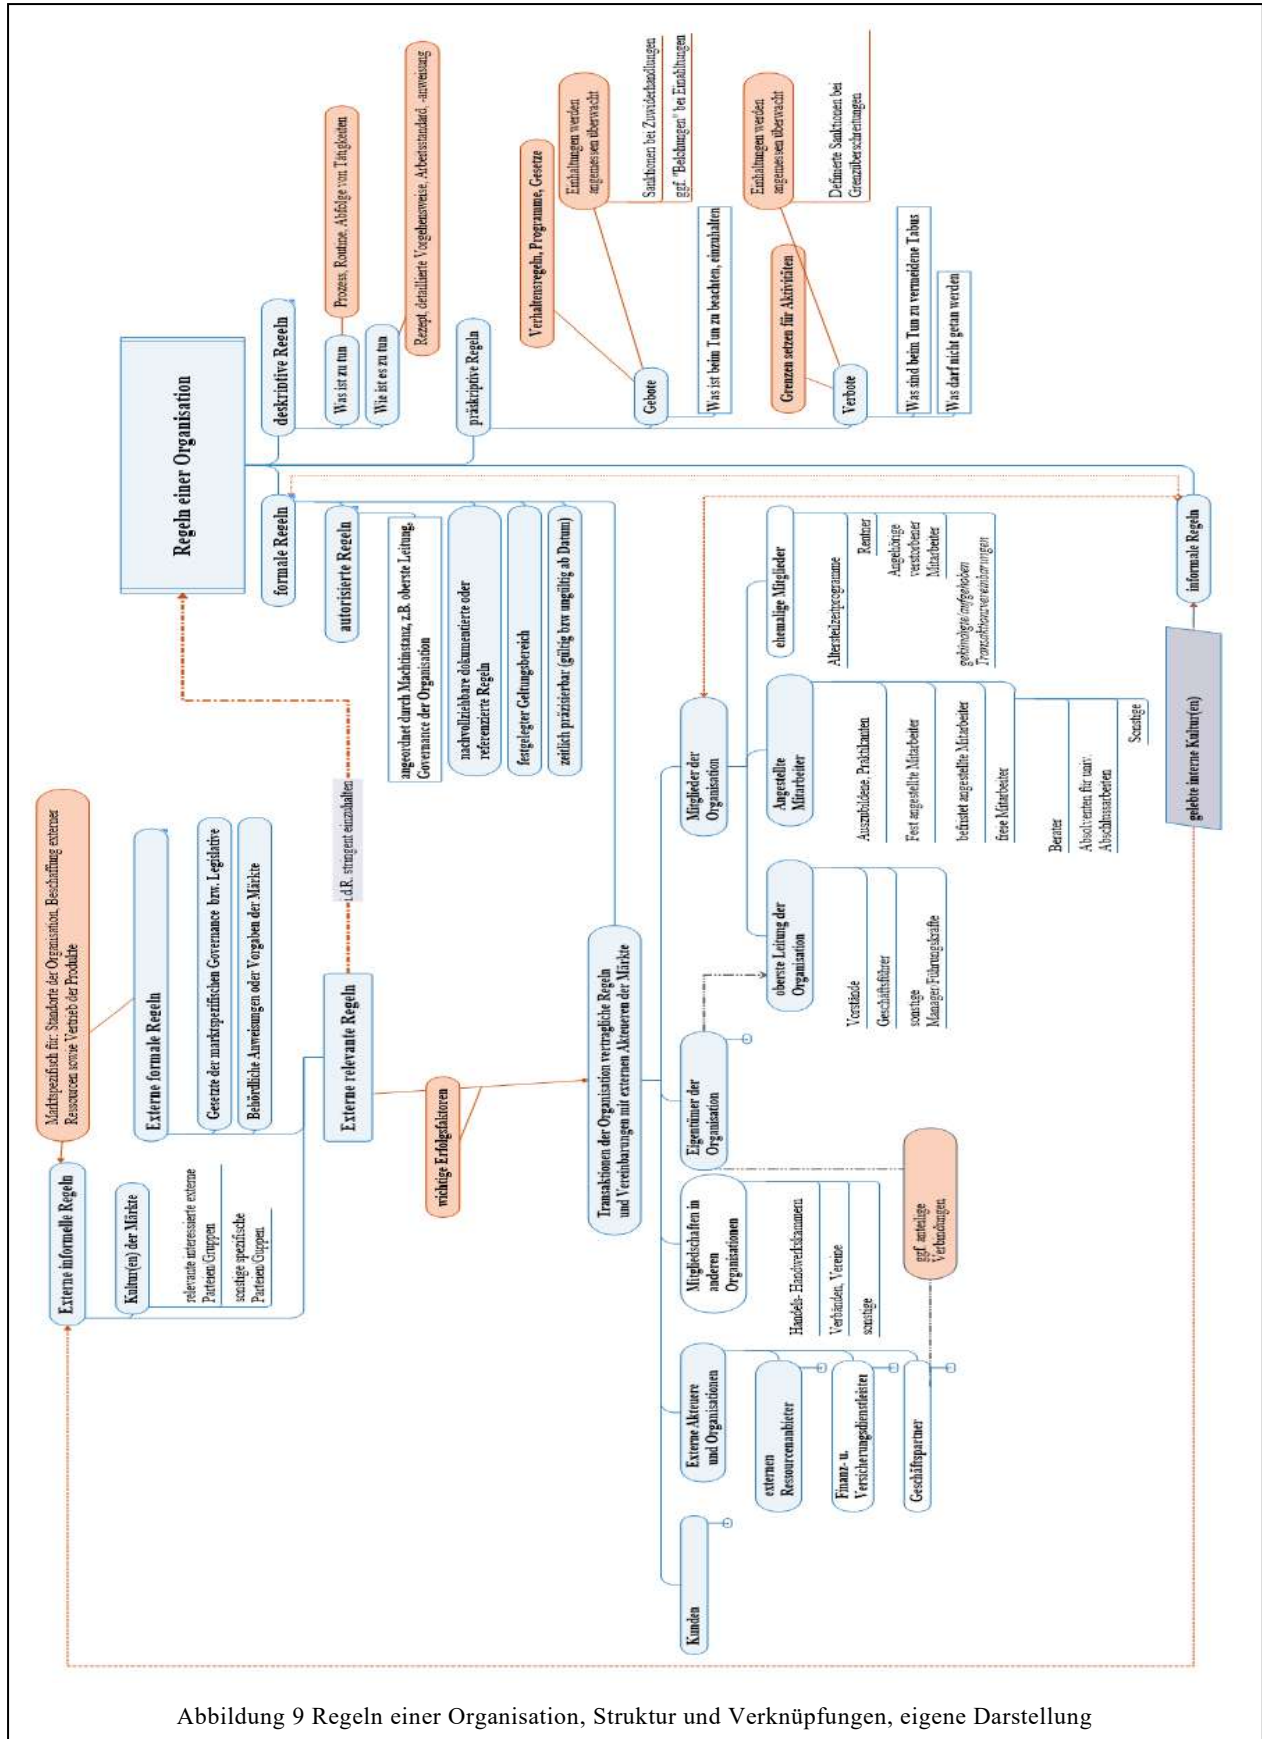 Regeln einer Organisation
deskriptive Regeln
Was ist zu tun
Prozess, Routine, Abfolge von Tätigkeiten
Wie ist es zu tun
Rezept, detaillierte Vorgehensweise, Arbeitsstandard, -anweisung
präskriptive Regeln
Gebote
Verhaltensregeln, Programme, Gesetze
Einhaltungen werden
angemessen überwacht
Sanktionen bei Zuwiderhandlungen
ggf. "Belohnungen" bei Einahltungen
Was ist beim Tun zu beachten, einzuhalten
Verbote
Grenzen setzen für Aktivitäten
Einhaltungen werden
angemessen überwacht
Definierte Sanktionen bei
Grenzüberschreitungen
Was sind beim Tun zu vermeidene Tabus
Was darf nicht getan werden
formale Regeln
autorisierte Regeln
angeordnet durch Machtinstanz, z.B. oberste Leitung,
Governance der Organisation
nachvollziehbare dokumentierte oder
referenzierte Regeln
festgelegter Geltungsbereich
zeitlich präzisierbar (gültig bzw ungültig ab Datum)
informale Regeln
gelebte interne Kultur(en)
i.d.R. stringent einzuhalten
Marktspezifisch für: Standorte der Organisation, Beschaffung externer
Ressourcen sowie Vertrieb der Produkte
Externe formale Regeln
Gesetzte der marktspezifischen Governance bzw. Legislative
Behördliche Anweisungen oder Vorgaben der Märkte
Externe informelle Regeln
Kultur(en) der Märkte
relevante interessierte externe
Parteien/Gruppen
sonstige spezifische
Parteien/Guppen
Externe relevante Regeln
wichtige Erfolgsfaktoren
Transaktionen der Organisation vertragliche Regeln
und Vereinbarungen mit externen Akteueren der Märkte
Mitglieder der
Organisation
ehemalige Mitglieder
Altersteilzeitprogramme
Rentner
Angehörige
verstorbener
Mitarbeiter
gekündigte/aufgehoben
Transaktionvereinbarungen
Angestellte
Mitarbeiter
Auszubildene, Praktikanten
Fest angestellte Mitarbeiter
befristet angestellte Mitarbeiter
freie Mitarbeiter
Berater
Absolventen für univ.
Abschlussarbeiten
Sonstige
oberste Leitung der
Organisation
Vorstände
Geschäftsführer
sonstige
Manager/Führungskräfte
Eigentümer der
Organisation
Mitgliedschaften in
anderen
Organisationen
Handels- Handwerkskammern
Verbänden, Vereine
sonstige
ggf. anteilige
Verbindungen
Externe Akteuere
und Organisationen
externen
Ressourcenanbieter
Finanz- u.
Versicherungsdienstleister
Geschäftspartner
Kunden
Abbildung 9 Regeln einer Organisation, Struktur und Verknüpfungen, eigene Darstellung